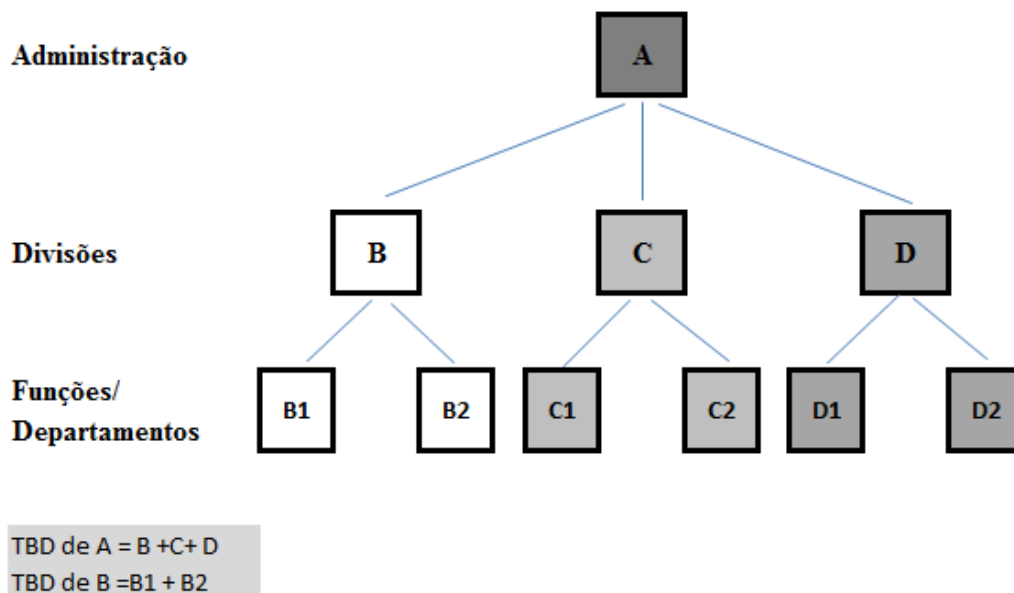 Administração
A
Divisões
B
C
D
Funções/
Departamentos
B1
B2
C1
C2
D1
D2
TBD de A = B +C+ D
TBD de B =B1 + B2